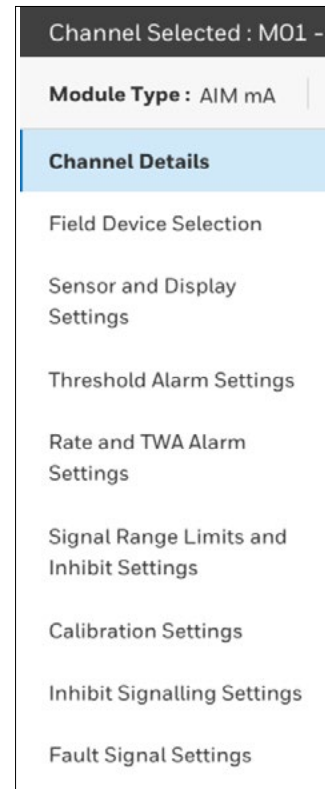 Channel Selected : M01 -
Module Type : AIM mA
Channel Details
Field Device Selection
Sensor and Display
Settings
Threshold Alarm Settings
Rate and TWA Alarm
Settings
Signal Range Limits and
Inhibit Settings
Calibration Settings
Inhibit Signalling Settings
Fault Signal Settings